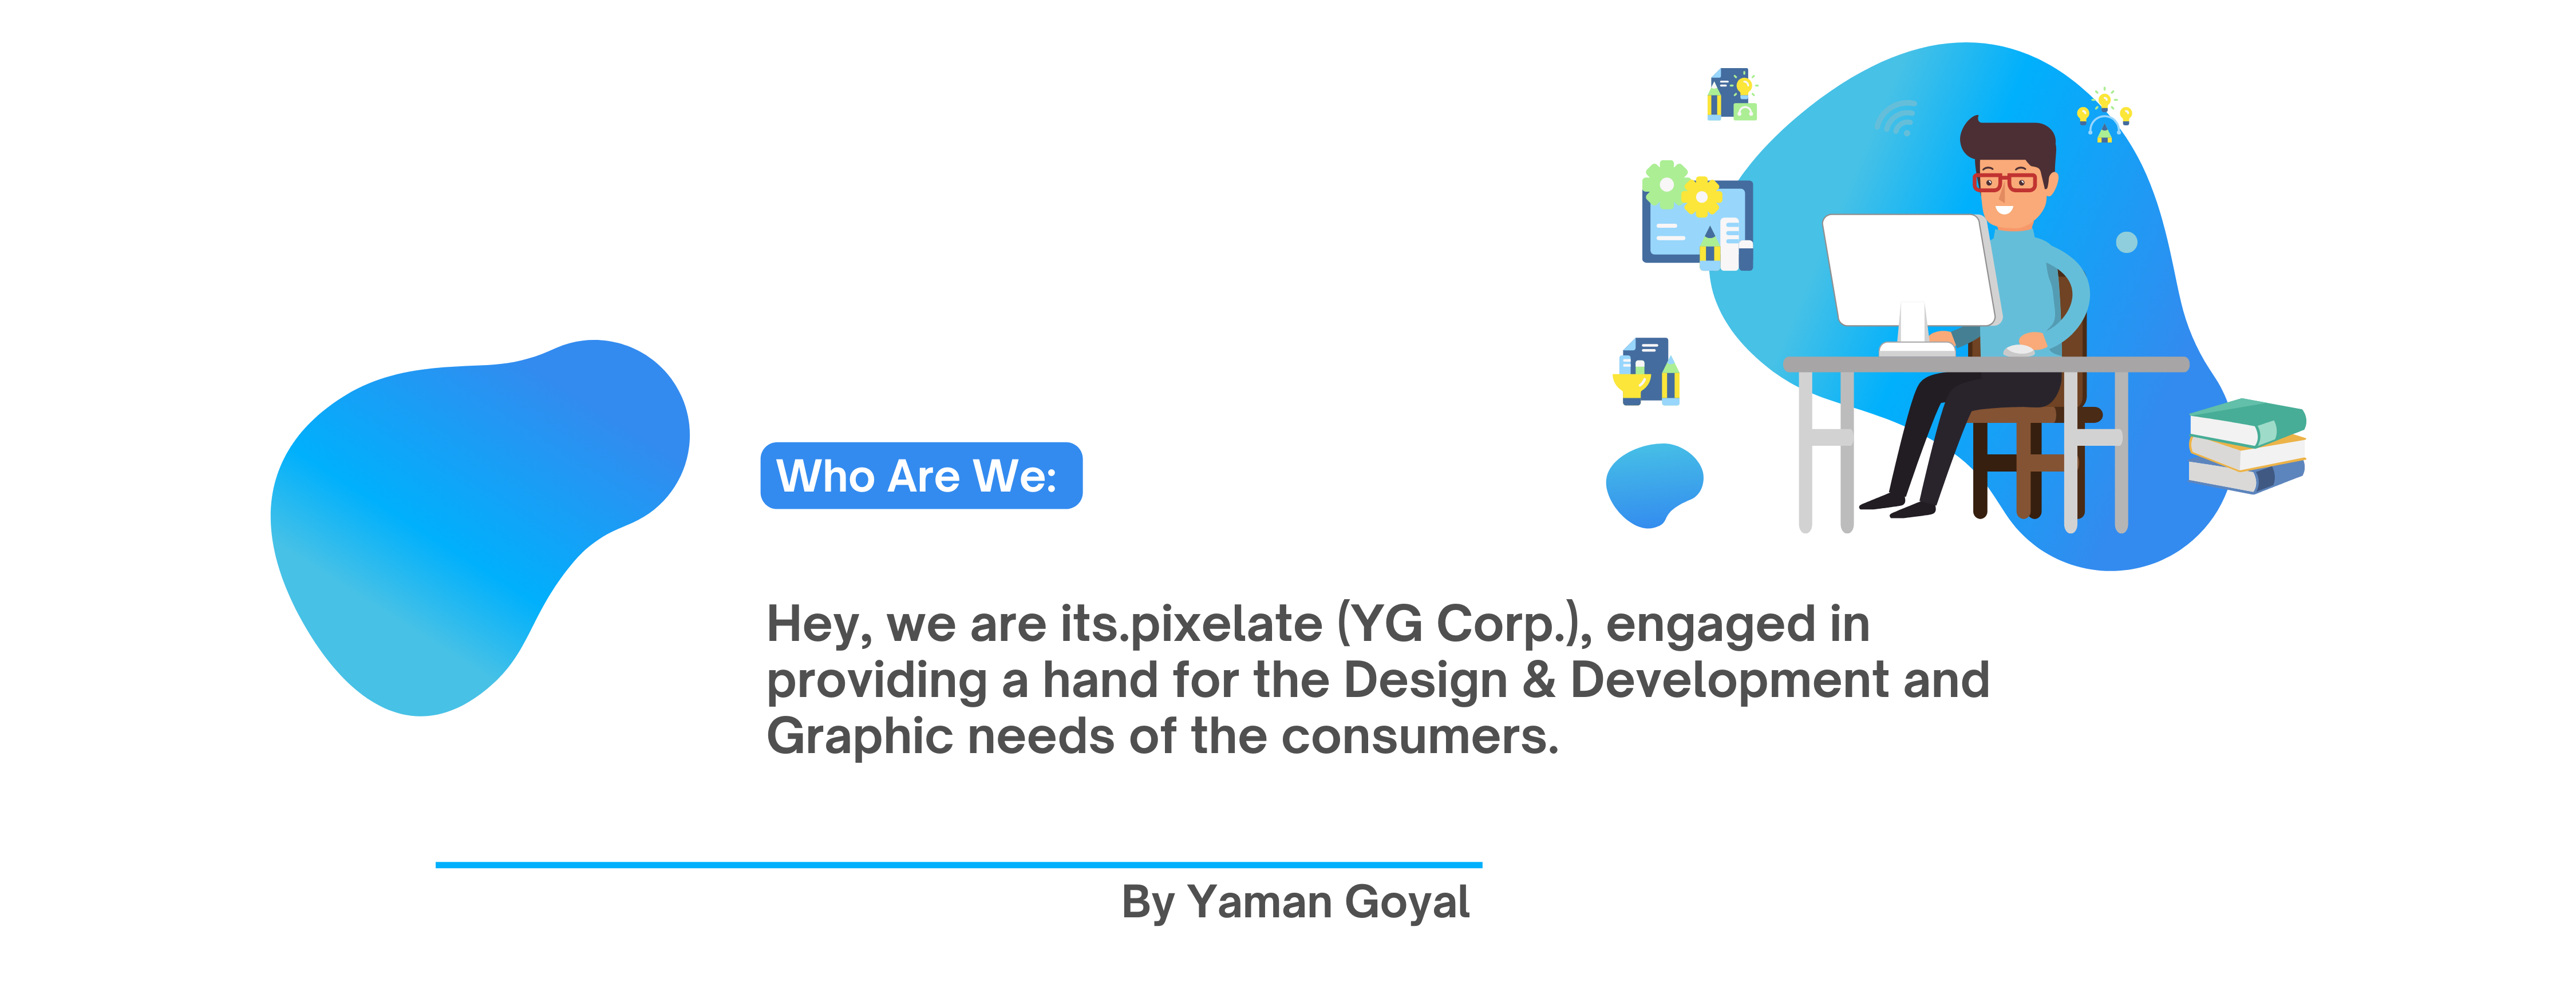 Who Are We:
Hey, we are its.pixelate (YG Corp.), engaged in
providing a hand for the Design & Development and
Graphic needs of the consumers.
By Yaman Goyal